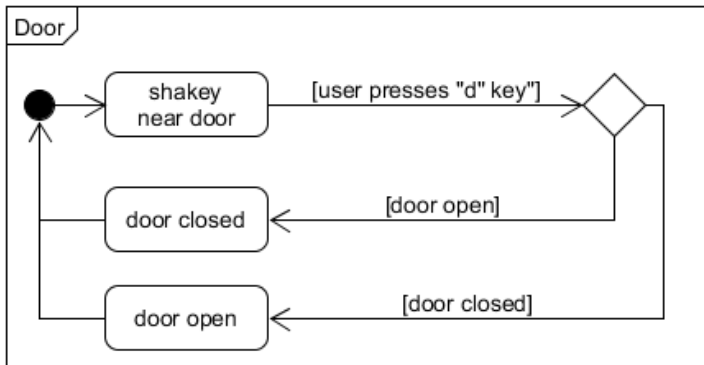 Door
shakey
near door
[user presses "d" key"]
door closed
[door open]
door open
[door closed]